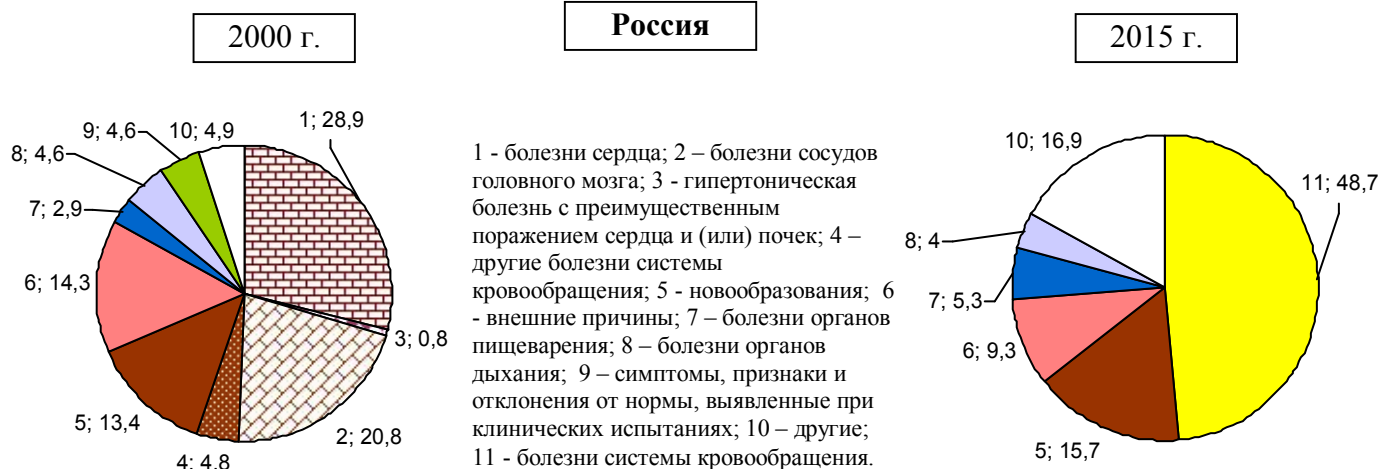 2000 г.
Россия
2015 г.
1; 28,9
3; 0,8
2; 20,8
4; 4,8
5; 13,4
6; 14,3
7; 2,9
8; 4,6
9; 4,6
10; 4,9
1 - болезни сердца; 2 – болезни сосудов
головного мозга; 3 - гипертоническая
болезнь с преимущественным
поражением сердца и (или) почек; 4 –
другие болезни системы
кровообращения; 5 - новообразования; 6
- внешние причины; 7 – болезни органов
пищеварения; 8 – болезни органов
дыхания; 9 – симптомы, признаки и
отклонения от нормы, выявленные при
клинических испытаниях; 10 – другие;
11 - болезни системы кровообращения.
11; 48,7
5; 15,7
6; 9,3
7; 5,3
8; 4
10; 16,9